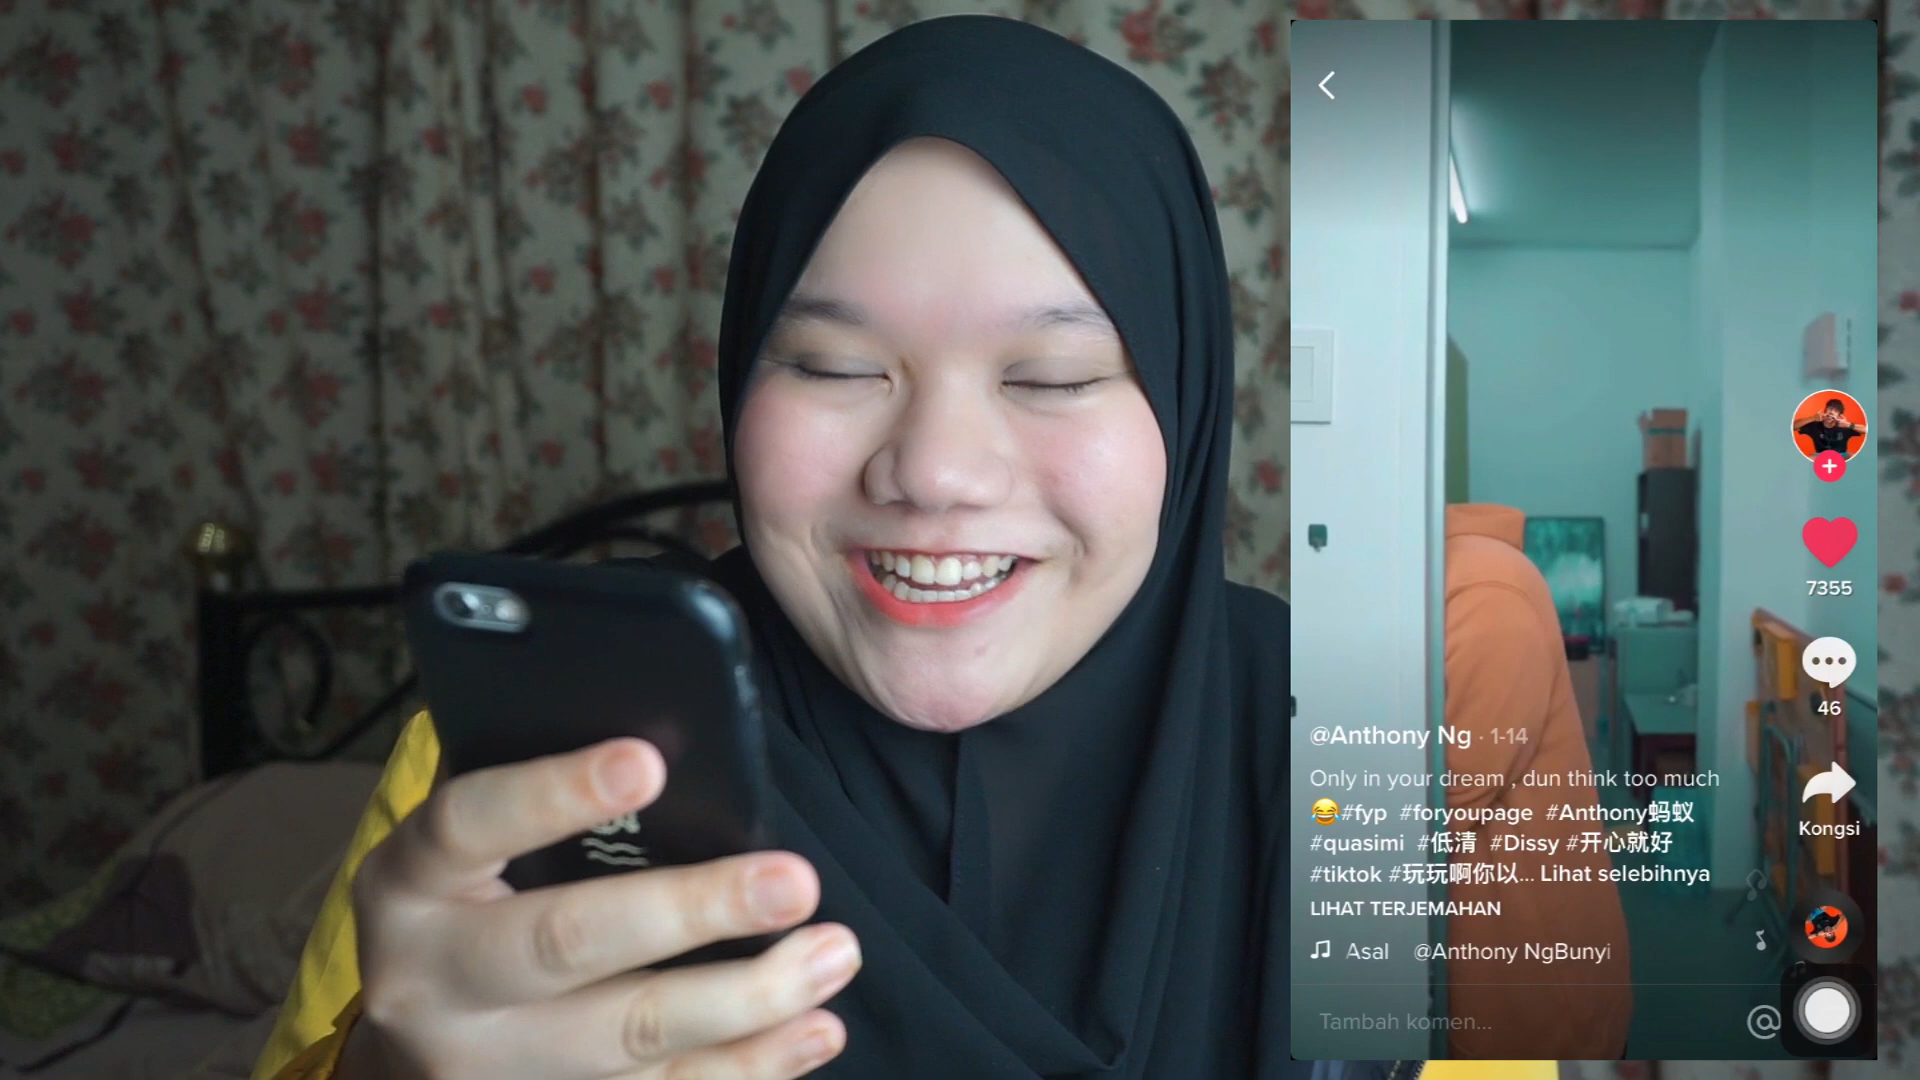 7355
46
@Anthony Ng · 1-14
Only in your dream , dun think too much
😂#fyp #foryoupage #Anthony蚂蚁
#quasimi #低清 #Dissy #开心就好
#tiktok #玩玩啊你以... Lihat selebihnya
LIHAT TERJEMAHAN
Kongsi
Asal @Anthony NgBunyi
Tambah komen...
@